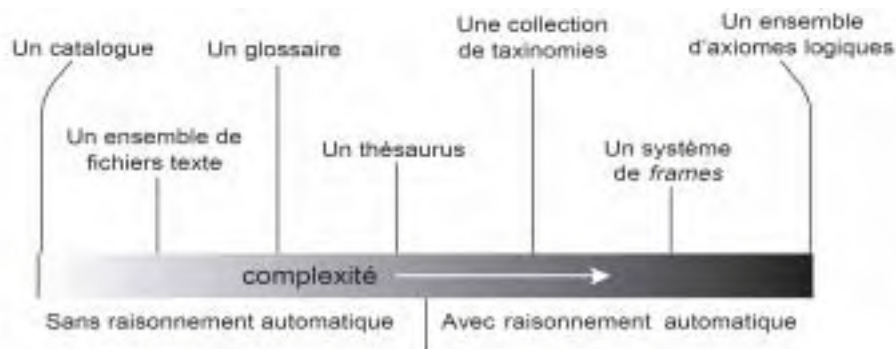 Un catalogue
Un glossaire
Une collection
de taxinomies
Un ensemble
d'axiomes logiques
Un ensemble de
fichiers texte
Un thésaurus
Un système
de frames
complexité
Sans raisonnement automatique
Avec raisonnement automatique